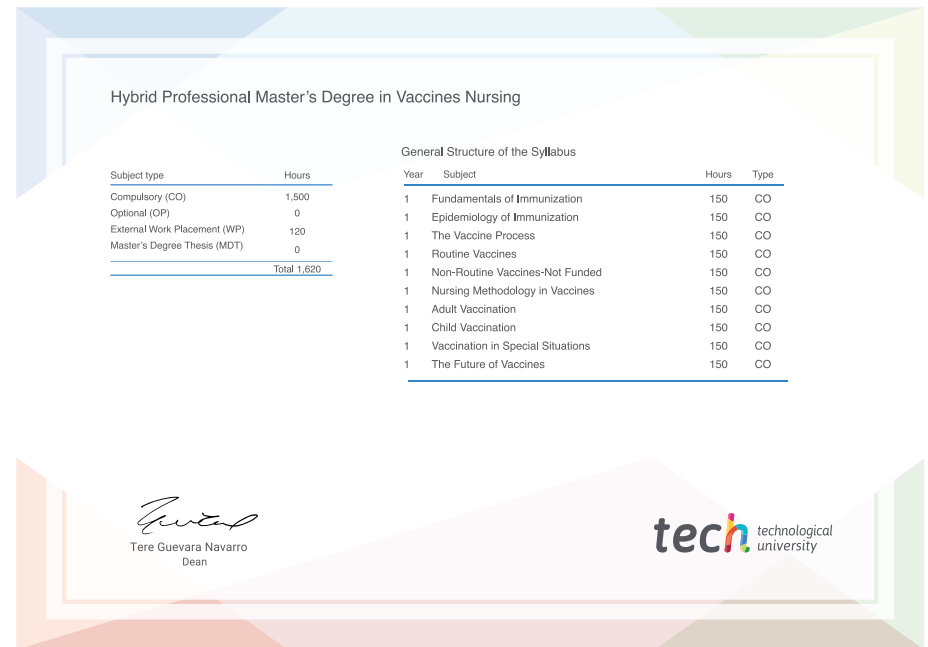 Hybrid Professional Master's Degree in Vaccines Nursing
Subject type Hours
Compulsory (CO) 1,500
Optional (OP) 0
External Work Placement (WP) 120
Master's Degree Thesis (MDT) 0
Total 1,620
General Structure of the Syllabus
Year Subject Hours Type
1 Fundamentals of Immunization 150 CO
1 Epidemiology of Immunization 150 CO
1 The Vaccine Process 150 CO
1 Routine Vaccines 150 CO
1 Non-Routine Vaccines-Not Funded 150 CO
1 Nursing Methodology in Vaccines 150 CO
1 Adult Vaccination 150 CO
1 Child Vaccination 150 CO
1 Vaccination in Special Situations 150 CO
1 The Future of Vaccines 150 CO
Tere Guevara Navarro
Dean
tech technological
university